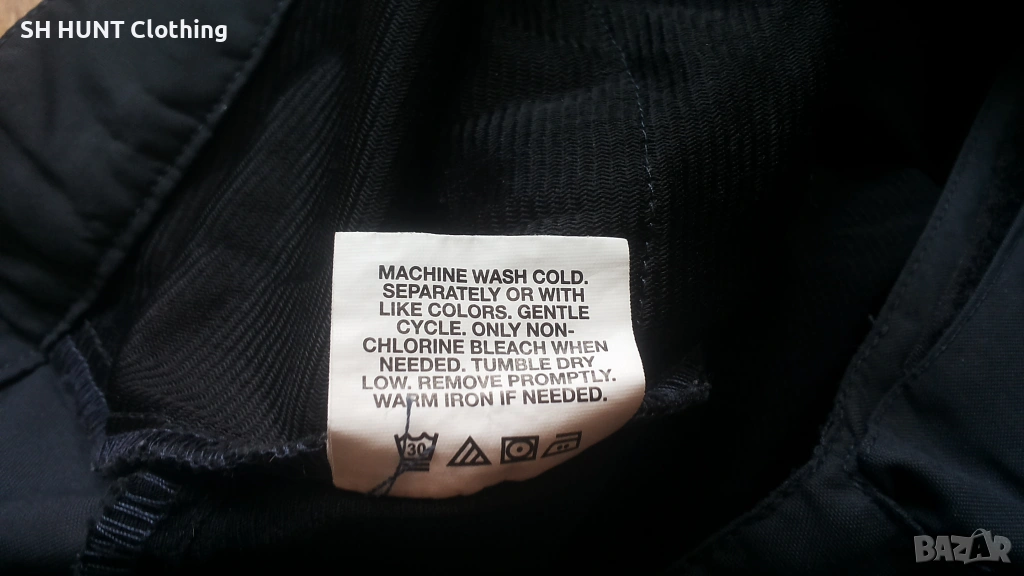 SH HUNT Clothing
MACHINE WASH COLD.
SEPARATELY OR WITH
LIKE COLORS. GENTLE
CYCLE. ONLY NON-
CHLORINE BLEACH WHEN
NEEDED. TUMBLE DRY
LOW. REMOVE PROMPTLY.
WARM IRON IF NEEDED.
30
BAZAR